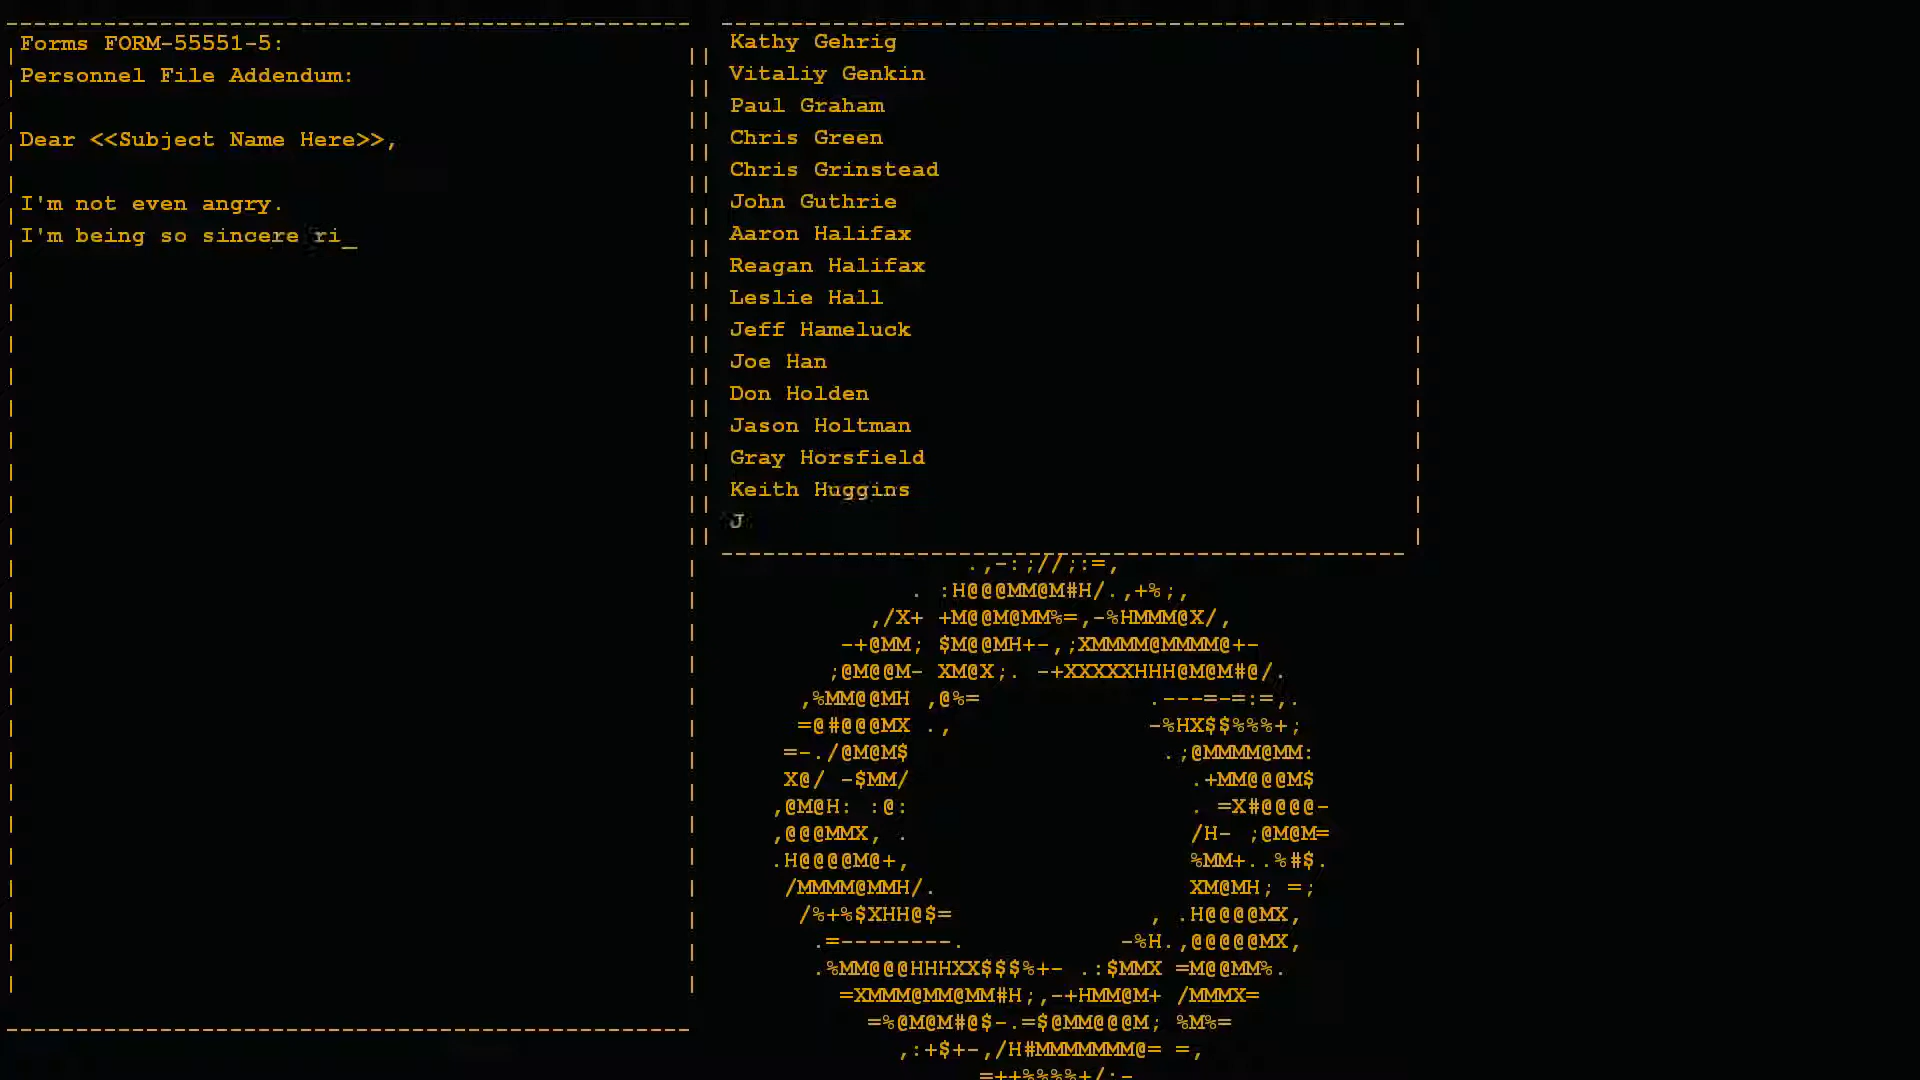 Forms FORM-55551-5:
Personnel File Addendum:
Dear <<Subject Name Here>>,
I'm not even angry.
I'm being so sincere ri_
Kathy Gehrig
Vitaliy Genkin
Paul Graham
Chris Green
Chris Grinstead
John Guthrie
Aaron Halifax
Reagan Halifax
Leslie Hall
Jeff Hameluck
Joe Han
Don Holden
Jason Holtman
Gray Horsfield
Keith Huggins
J